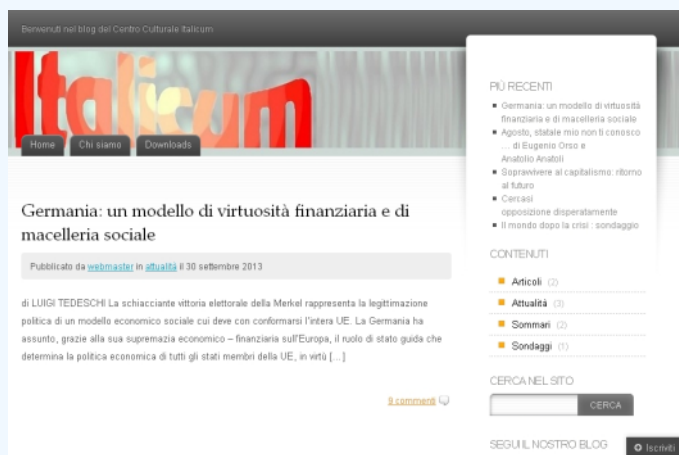 Benvenuti nel blog del Centro Culturale Italicum
Italicum
Home
Chi siamo
Downloads
Germania: un modello di virtuosità finanziaria e di
macelleria sociale
Pubblicato da webmaster in attualità il 30 settembre 2013
di LUIGI TEDESCHI La schiacciante vittoria elettorale della Merkel rappresenta la legittimazione
politica di un modello economico sociale cui deve con conformarsi l'intera UE. La Germania ha
assunto, grazie alla sua supremazia economico – finanziaria sull'Europa, il ruolo di stato guida che
determina la politica economica di tutti gli stati membri della UE, in virtù [...]
9 commenti
PIÙ RECENTI
Germania: un modello di virtuosità
finanziaria e di macelleria sociale
Agosto, statale mio non ti conosco
... di Eugenio Orso e
Anatolio Anatoli
Sopravvivere al capitalismo: ritorno
al futuro
Cercasi
opposizione disperatamente
Il mondo dopo la crisi : sondaggio
CONTENUTI
Articoli (2)
Attualità (3)
Sommari (2)
Sondaggi (1)
CERCA NEL SITO
CERCA
SEGUI IL NOSTRO BLOG
Iscriviti